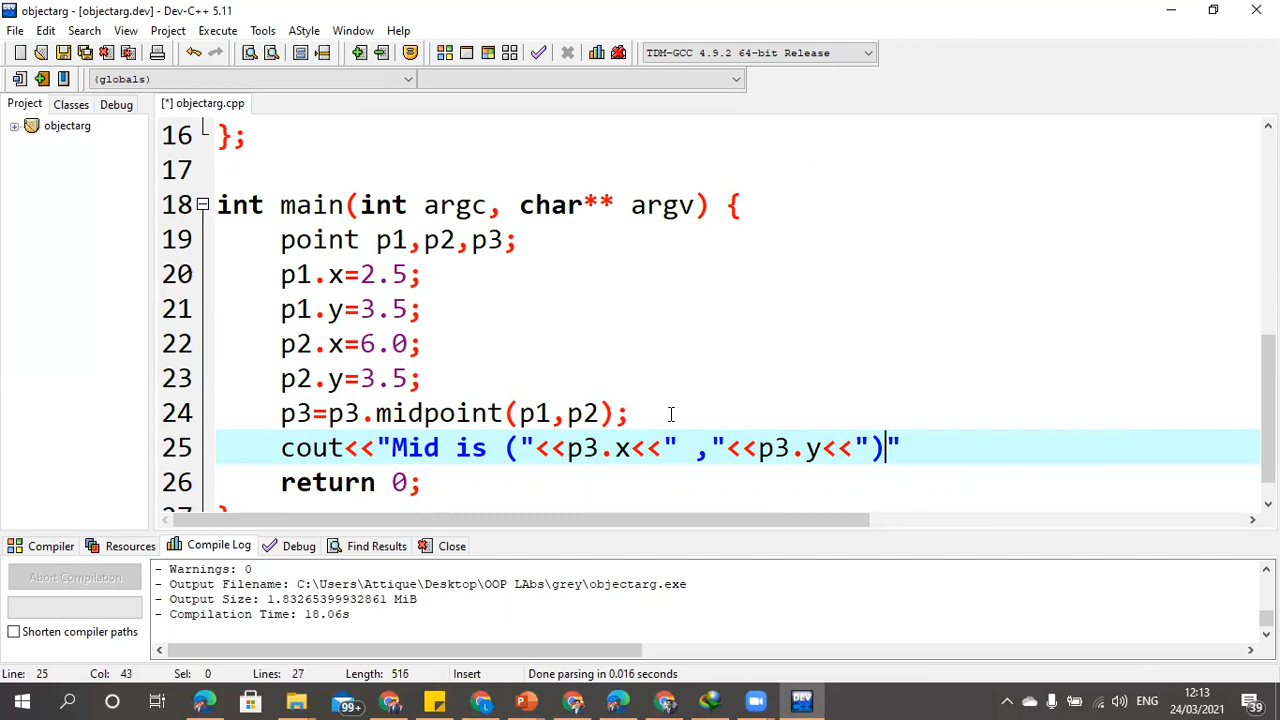 objectarg - [objectarg.dev] - Dev-C++ 5.11
File Edit Search View Project Execute Tools AStyle Window Help
TDM-GCC 4.9.2 64-bit Release
(globals)
Project Classes Debug
[*] objectarg.cpp
objectarg
16 };
17
18 int main(int argc, char** argv) {
19 point p1,p2,p3;
20 p1.x=2.5;
21 p1.y=3.5;
22 p2.x=6.0;
23 p2.y=3.5;
24 p3=p3.midpoint(p1,p2);
25 cout<<"Mid is ("<<p3.x<<" ,"<<p3.y<<")"
26 return 0;
27 }
Compiler Resources Compile Log Debug Find Results Close
Abort Compilation
Shorten compiler paths
- Warnings: 0
- Output Filename: C:\Users\Attique\Desktop\OOP LAbs\grey\objectarg.exe
- Output Size: 1.83265399932861 MiB
- Compilation Time: 18.06s
Line: 25 Col: 43 Sel: 0 Lines: 27 Length: 516 Insert Done parsing in 0.016 seconds
99+
ENG
12:13
24/03/2021
39